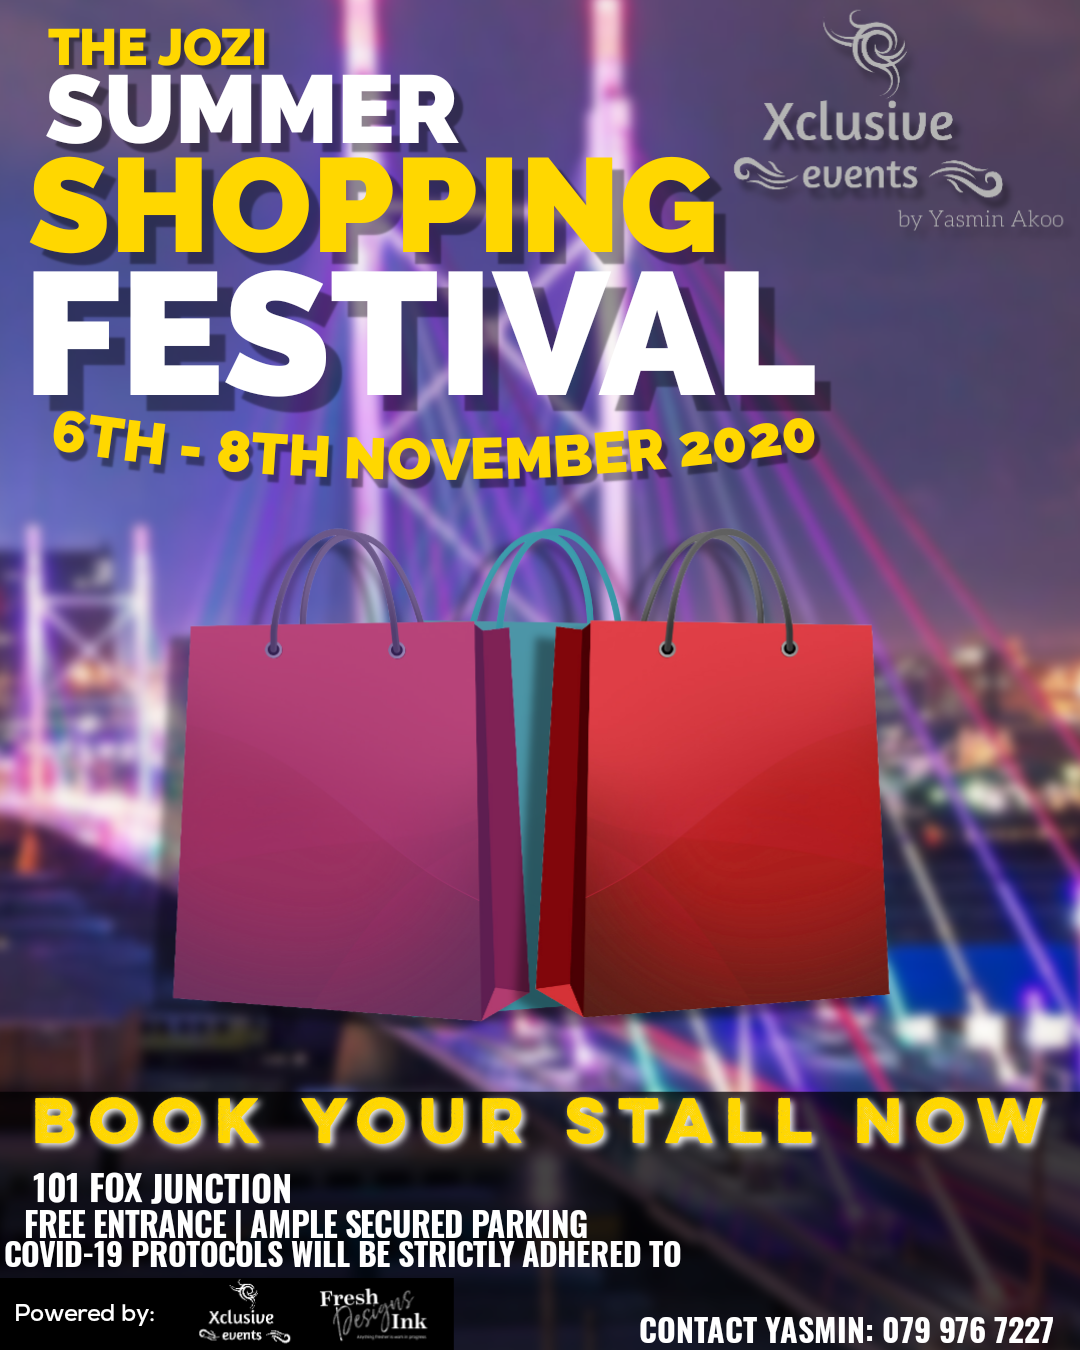 THE JOZI
SUMMER
SHOPPING
FESTIVAL
6TH - 8TH NOVEMBER 2020
Xclusive
events
by Yasmin Akoo
BOOK YOUR STALL NOW
101 FOX JUNCTION
FREE ENTRANCE | AMPLE SECURED PARKING
COVID-19 PROTOCOLS WILL BE STRICTLY ADHERED TO
Powered by:
Xclusive
events
Fresh
Designs
Ink
CONTACT YASMIN: 079 976 7227